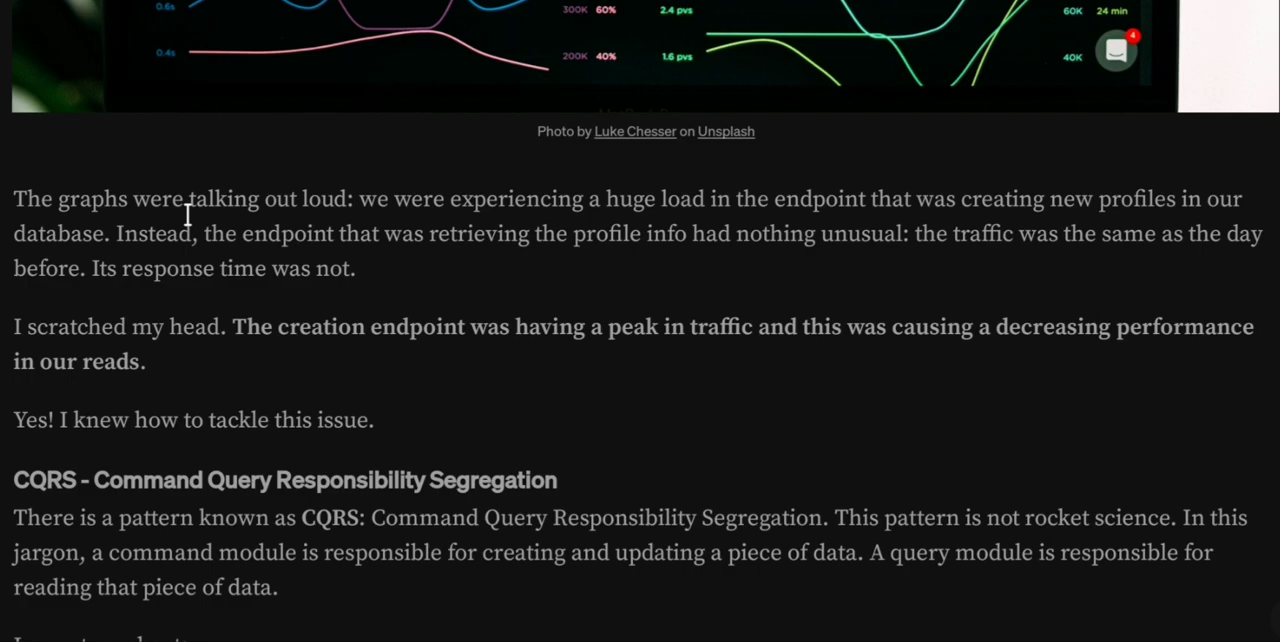 0.6s
300K 60%
2.4 pvs
60K 24 min
4
0.4s
200K 40%
1.6 pvs
40K
Photo by Luke Chesser on Unsplash
The graphs were talking out loud: we were experiencing a huge load in the endpoint that was creating new profiles in our
database. Instead, the endpoint that was retrieving the profile info had nothing unusual: the traffic was the same as the day
before. Its response time was not.
I scratched my head. The creation endpoint was having a peak in traffic and this was causing a decreasing performance
in our reads.
Yes! I knew how to tackle this issue.
CQRS - Command Query Responsibility Segregation
There is a pattern known as CQRS: Command Query Responsibility Segregation. This pattern is not rocket science. In this
jargon, a command module is responsible for creating and updating a piece of data. A query module is responsible for
reading that piece of data.